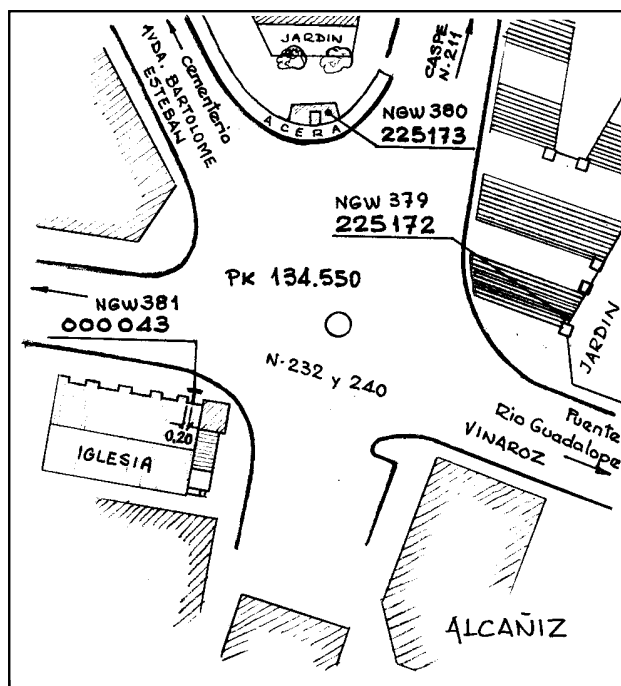 JARDIN
AVDA. BARTOLOME
ESTEBAN
Cementerio
CASPE
N.211
ACERA
NGW 380
225173
NGW 379
225172
PK 134.550
NGW381
000043
N-232 y 240
JARDIN
0,20
IGLESIA
Puente
Rio Guadalope
VINAROZ
ALCAÑIZ